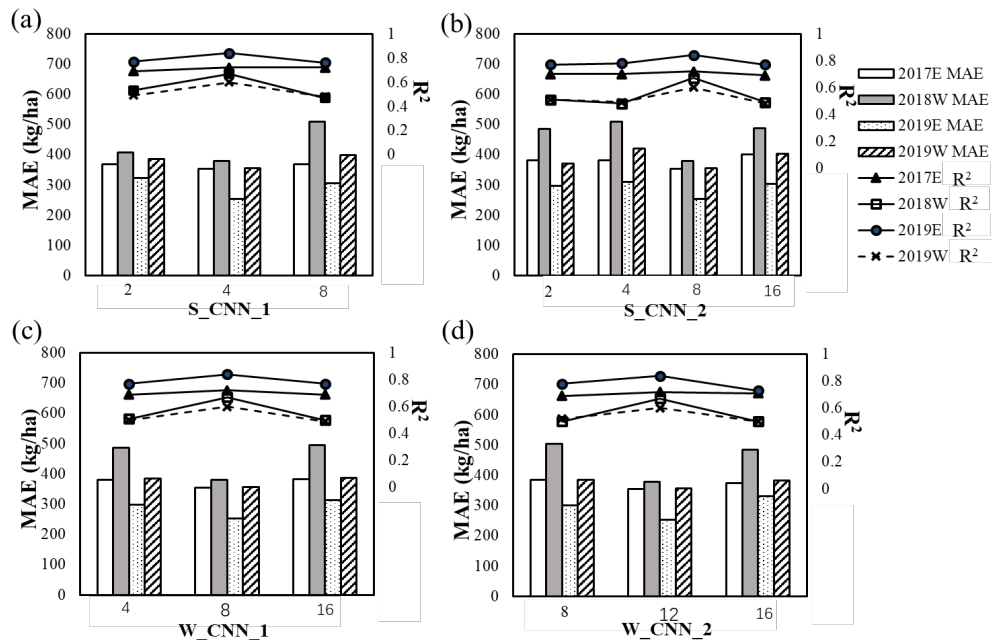 (a)
800
700
600
500
400
300
200
100
0
MAE (kg/ha)
1
0.8
0.6
0.4
0.2
0
R²
2 4 8
S_CNN_1
(b)
800
700
600
500
400
300
200
100
0
MAE (kg/ha)
1
0.8
0.6
0.4
0.2
0
R²
2 4 8 16
S_CNN_2
2017E MAE
2018W MAE
2019E MAE
2019W MAE
2017E R²
2018W R²
2019E R²
2019W R²
(c)
800
700
600
500
400
300
200
100
0
MAE (kg/ha)
1
0.8
0.6
0.4
0.2
0
R²
4 8 16
W_CNN_1
(d)
800
700
600
500
400
300
200
100
0
MAE (kg/ha)
1
0.8
0.6
0.4
0.2
0
R²
8 12 16
W_CNN_2